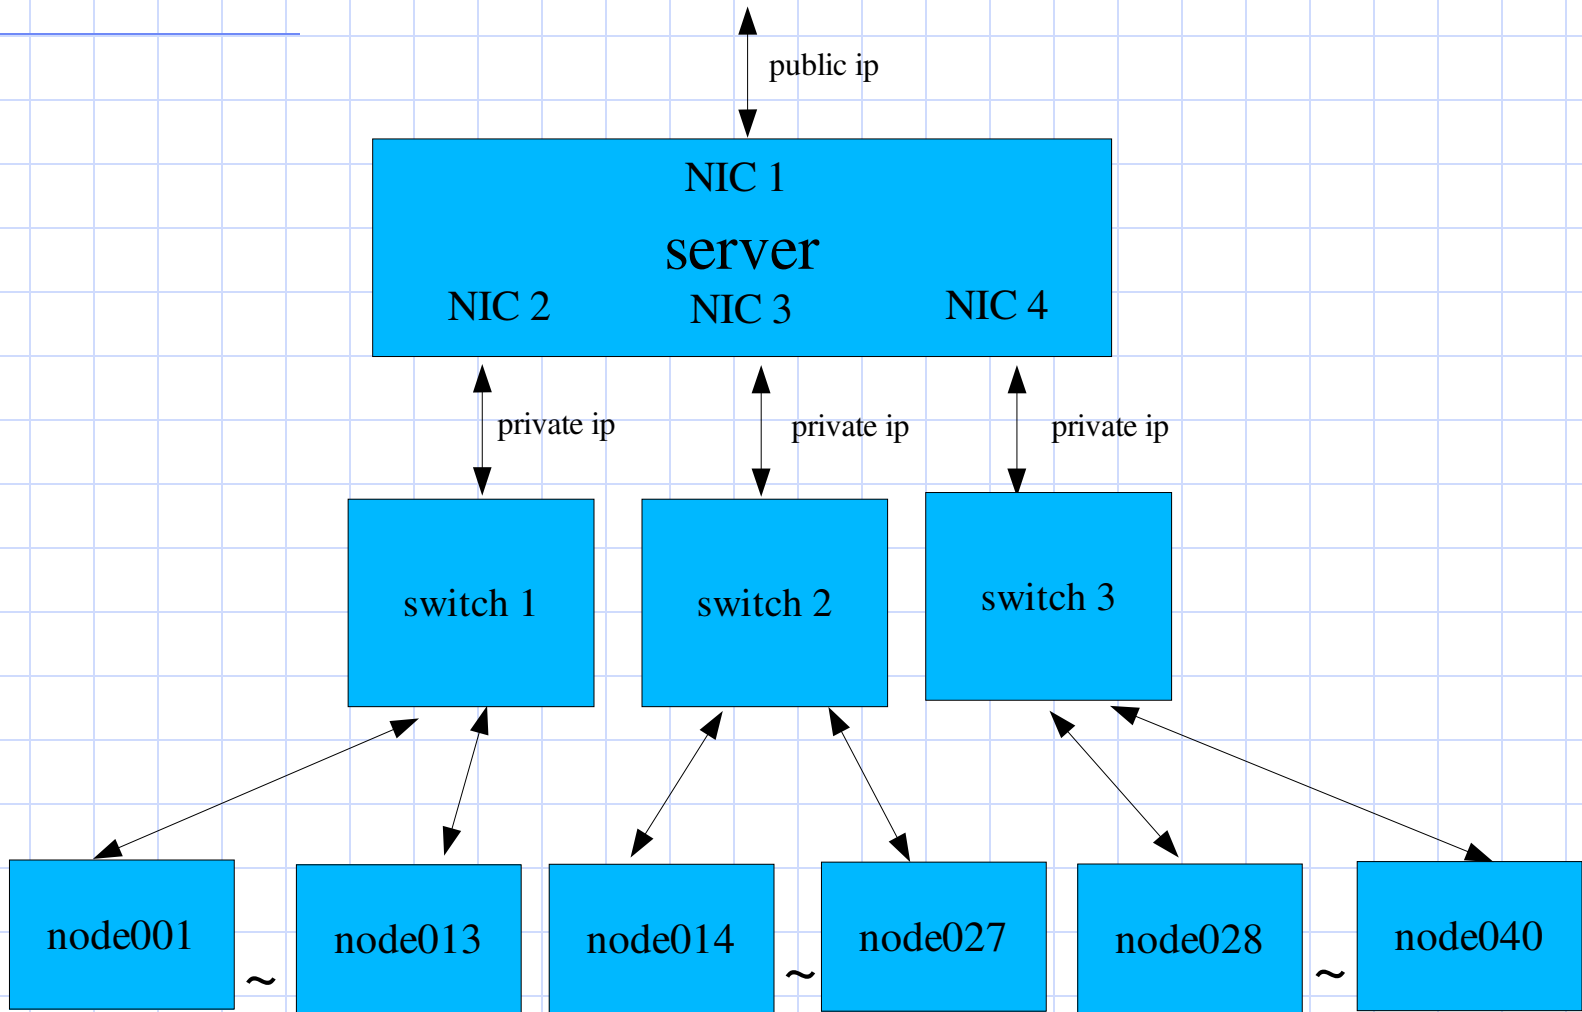 public ip
NIC 1
server
NIC 2
NIC 3
NIC 4
private ip
private ip
private ip
switch 1
switch 2
switch 3
node001
~
node013
node014
~
node027
node028
~
node040